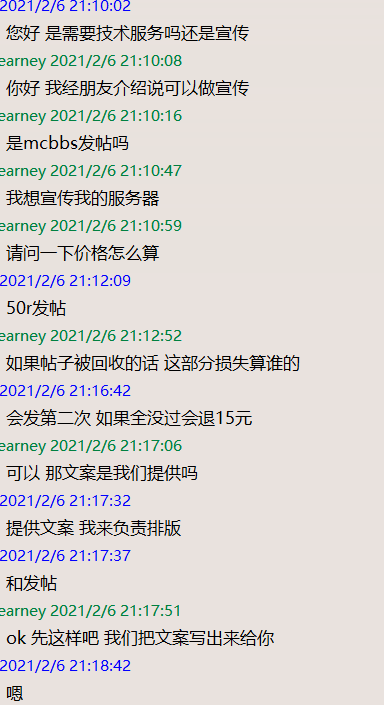 2021/2/6 21:10:02
您好 是需要技术服务吗还是宣传
earney 2021/2/6 21:10:08
你好 我经朋友介绍说可以做宣传
earney 2021/2/6 21:10:16
是mcbbs发帖吗
earney 2021/2/6 21:10:47
我想宣传我的服务器
earney 2021/2/6 21:10:59
请问一下价格怎么算
2021/2/6 21:12:09
50r发帖
earney 2021/2/6 21:12:52
如果帖子被回收的话 这部分损失算谁的
2021/2/6 21:16:42
会发第二次 如果全没过会退15元
earney 2021/2/6 21:17:06
可以 那文案是我们提供吗
2021/2/6 21:17:32
提供文案 我来负责排版
2021/2/6 21:17:37
和发帖
earney 2021/2/6 21:17:51
ok 先这样吧 我们把文案写出来给你
2021/2/6 21:18:42
嗯